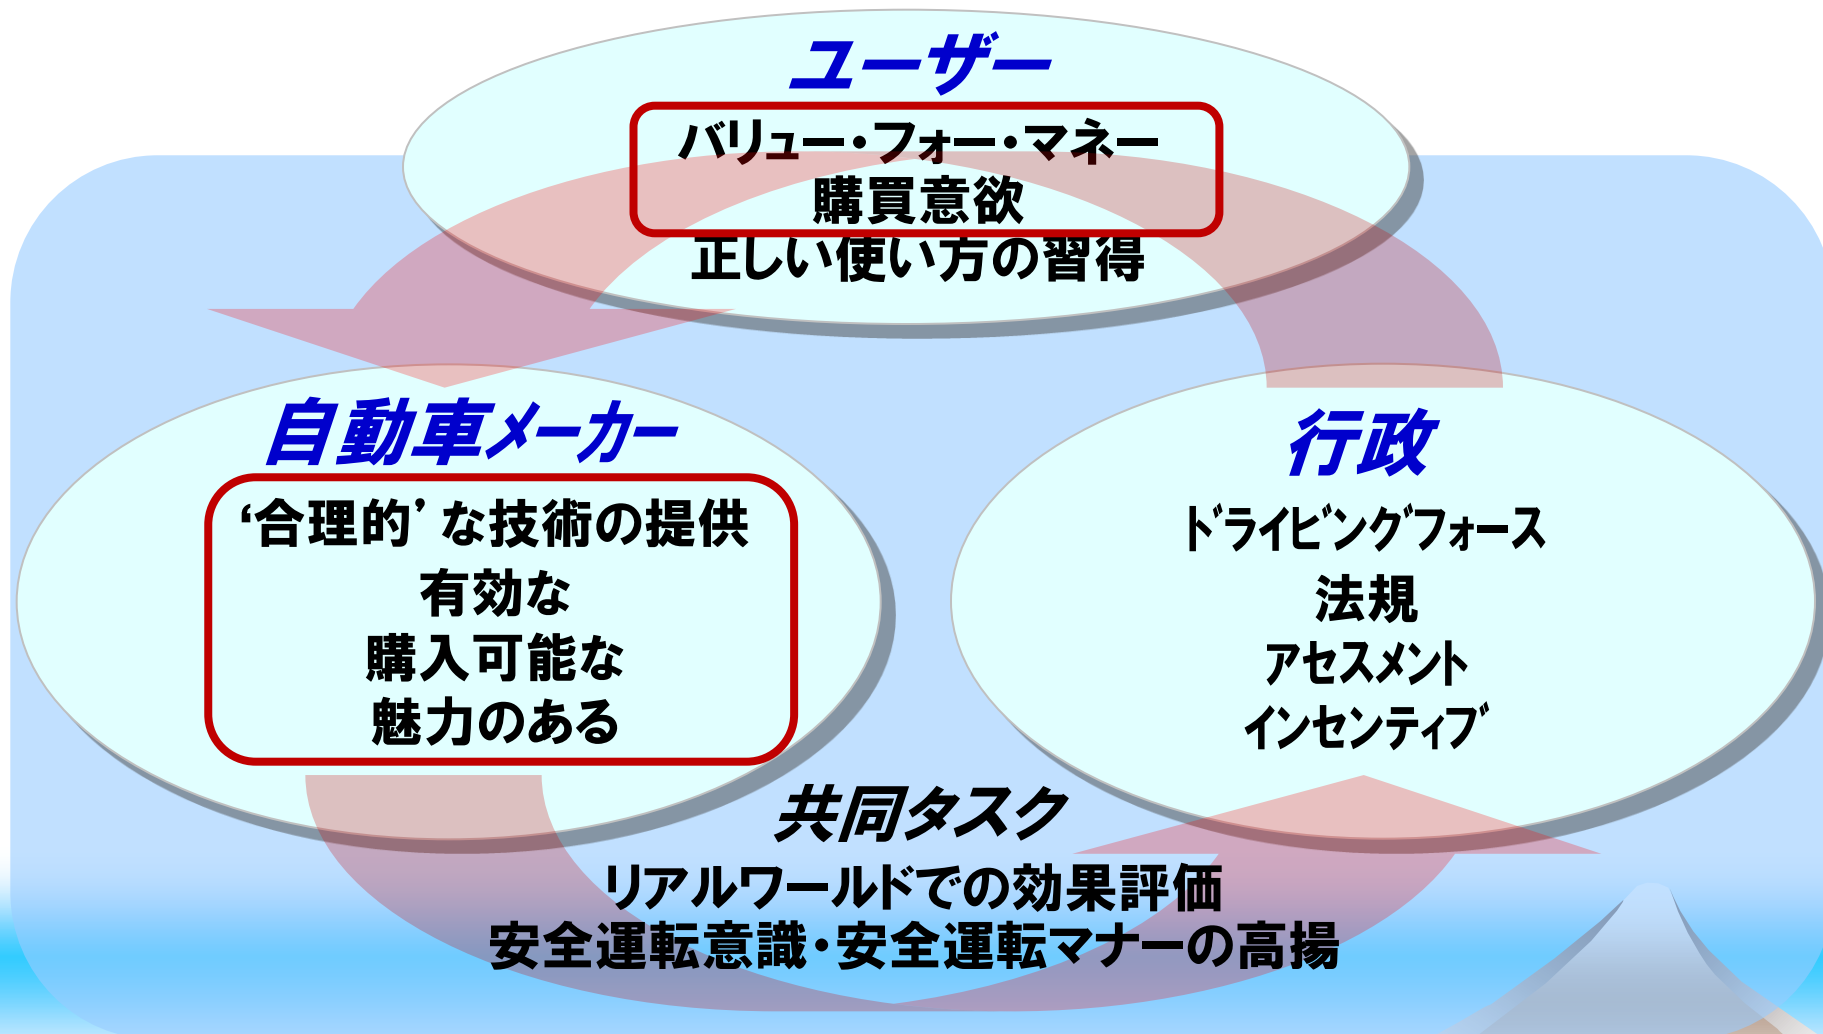 ユーザー
バリュー・フォー・マネー
購買意欲
正しい使い方の習得
自動車メーカー
‘合理的’な技術の提供
有効な
購入可能な
魅力のある
行政
ドライビングフォース
法規
アセスメント
インセンティブ
共同タスク
リアルワールドでの効果評価
安全運転意識・安全運転マナーの高揚